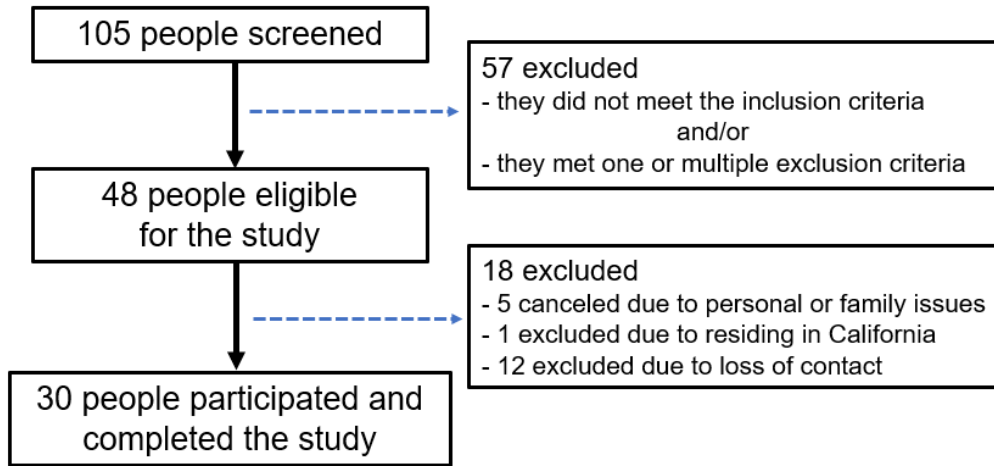 105 people screened
57 excluded
- they did not meet the inclusion criteria
and/or
- they met one or multiple exclusion criteria
48 people eligible
for the study
18 excluded
- 5 canceled due to personal or family issues
- 1 excluded due to residing in California
- 12 excluded due to loss of contact
30 people participated and
completed the study